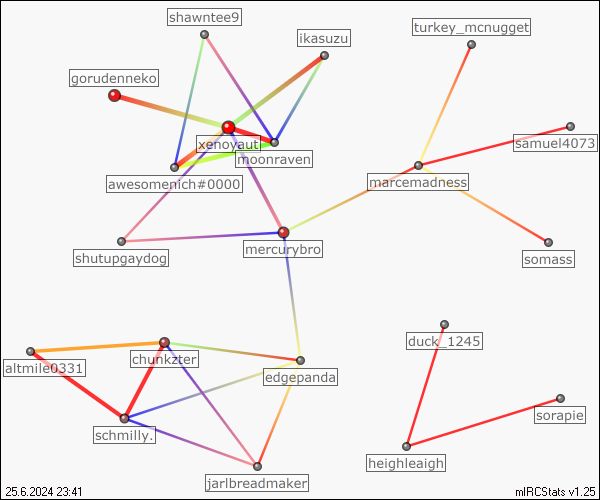 shawntee9
turkey_mcnugget
ikasuzu
gorudenneko
samuel4073
xenoyaut
moonraven
awesomenich#0000
marcemadness
mercurybro
shutupgaydog
somass
duck_1245
chunkzter
altmile0331
edgepanda
sorapie
schmilly.
heighleaigh
jarlbreadmaker
25.6.2024 23:41
mIRCStats v1.25